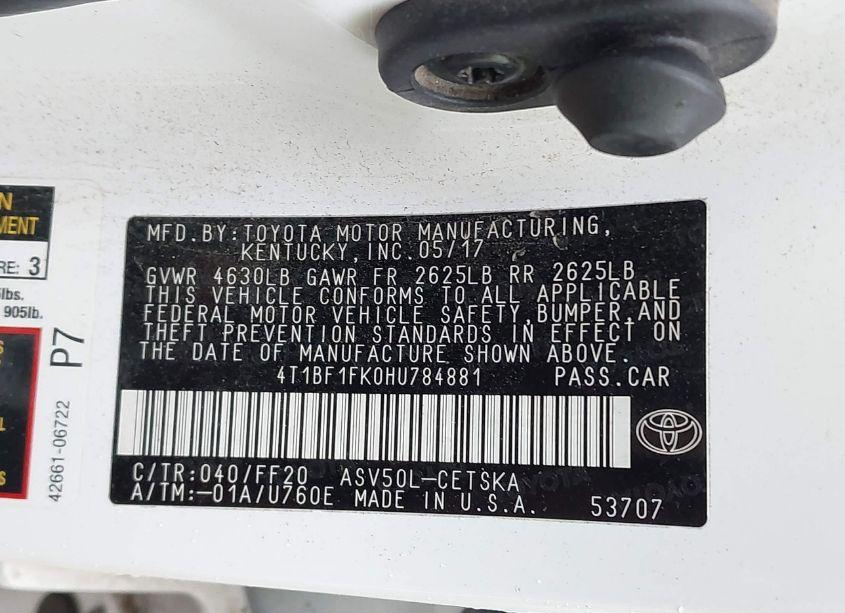 MFD.BY:TOYOTA MOTOR MANUFACTURING,
KENTUCKY, INC. 05/17
GVWR 4630LB GAWR FR 2625LB RR 2625LB
THIS VEHICLE CONFORMS TO ALL APPLICABLE
FEDERAL MOTOR VEHICLE SAFETY,BUMPER,AND
THEFT PREVENTION STANDARDS IN EFFECT ON
THE DATE OF MANUFACTURE SHOWN ABOVE.
4T1BF1FK0HU784881 PASS.CAR
C/TR:040/FF20 ASV50L-CETSKA
A/TM:-01A/U760E MADE IN U.S.A. 53707
RE: 3
lbs.
905lb.
P7
42661-06722